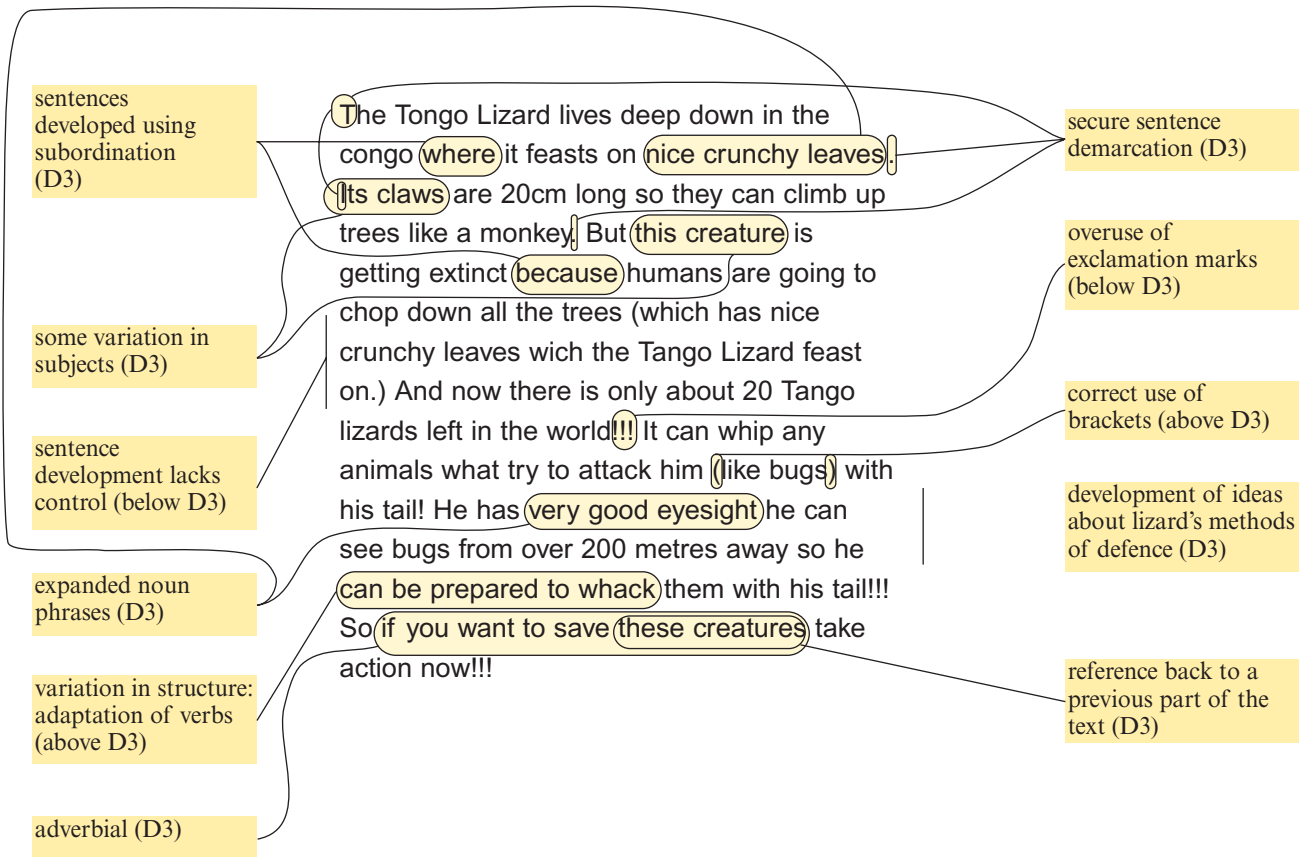 sentences
developed using
subordination
(D3)
some variation in
subjects (D3)
sentence
development lacks
control (below D3)
expanded noun
phrases (D3)
variation in structure:
adaptation of verbs
(above D3)
adverbial (D3)
The Tongo Lizard lives deep down in the
congo where it feasts on nice crunchy leaves.
Its claws are 20cm long so they can climb up
trees like a monkey. But this creature is
getting extinct because humans are going to
chop down all the trees (which has nice
crunchy leaves wich the Tango Lizard feast
on.) And now there is only about 20 Tango
lizards left in the world!!! It can whip any
animals what try to attack him (like bugs) with
his tail! He has very good eyesight he can
see bugs from over 200 metres away so he
can be prepared to whack them with his tail!!!
So if you want to save these creatures take
action now!!!
secure sentence
demarcation (D3)
overuse of
exclamation marks
(below D3)
correct use of
brackets (above D3)
development of ideas
about lizard's methods
of defence (D3)
reference back to a
previous part of the
text (D3)